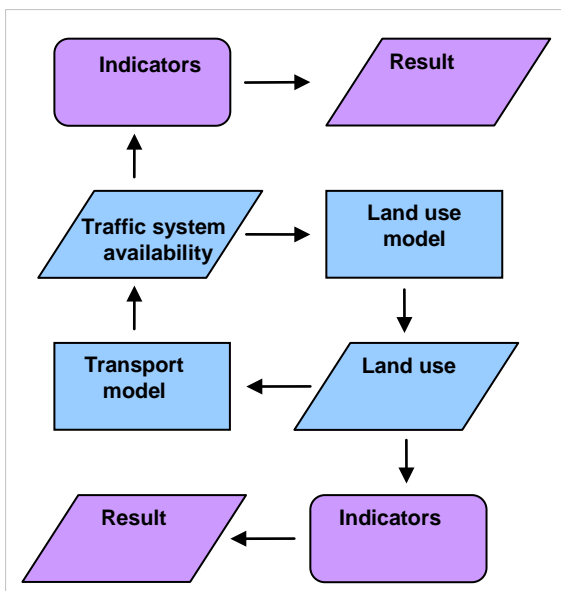 Indicators
Result
Traffic system
availability
Land use
model
Transport
model
Land use
Result
Indicators